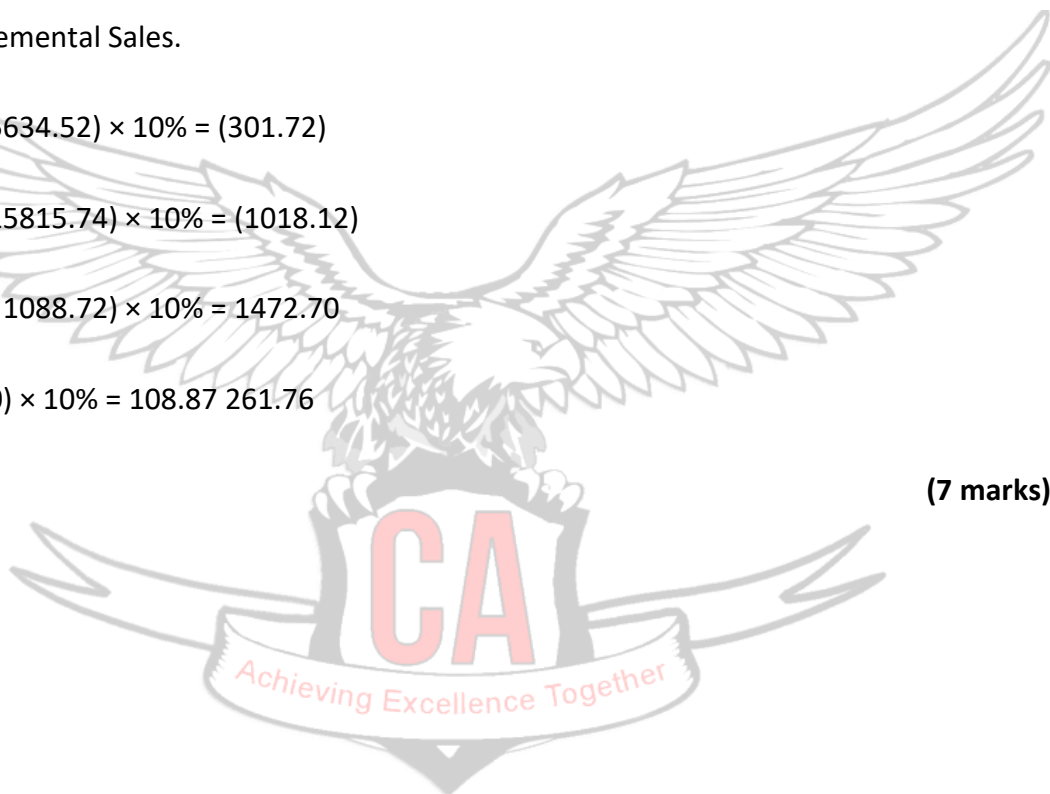 emental Sales.
634.52) × 10% = (301.72)
5815.74) × 10% = (1018.12)
1088.72) × 10% = 1472.70
) × 10% = 108.87 261.76
(7 marks)
CA
Achieving Excellence Together